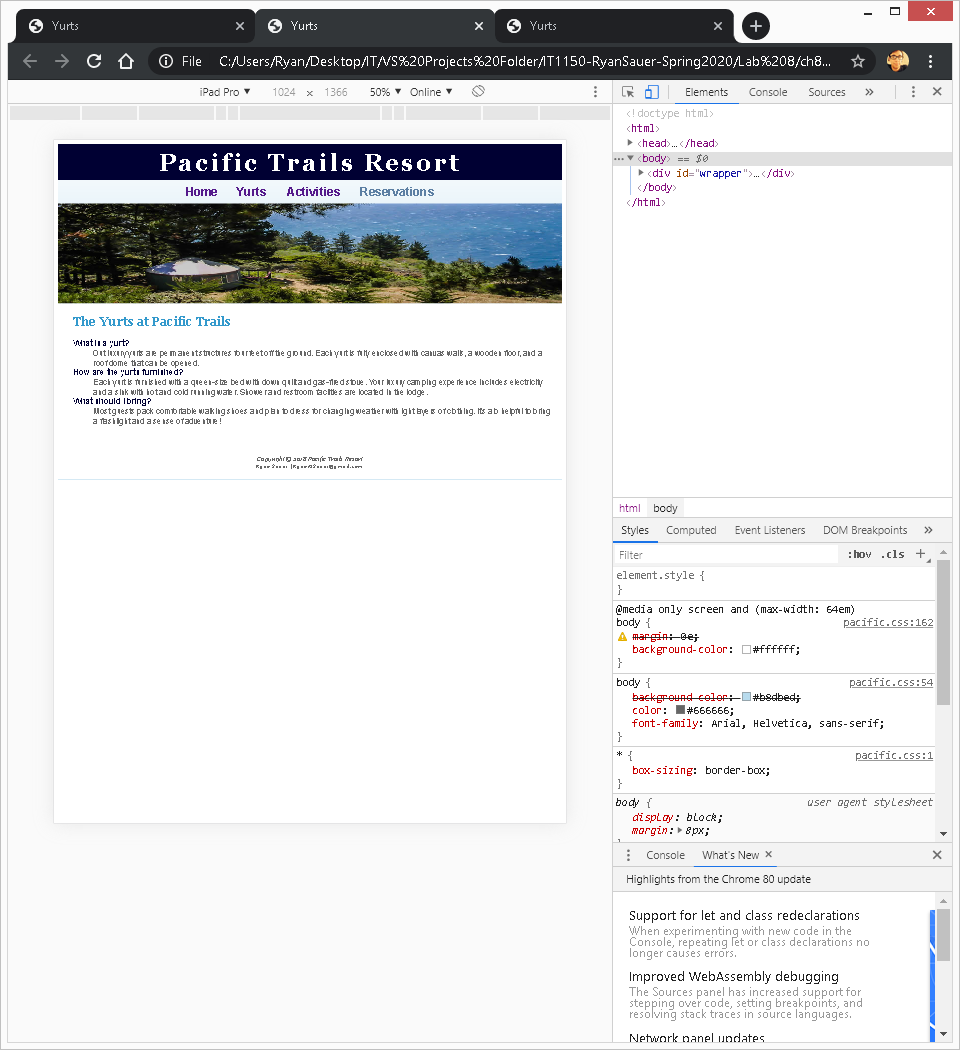 Yurts
Yurts
Yurts
File C:/Users/Ryan/Desktop/IT/VS%20Projects%20Folder/IT1150-RyanSauer-Spring2020/Lab%208/ch8...
iPad Pro ▼ 1024 x 1366 50% ▼ Online ▼
Pacific Trails Resort
Home Yurts Activities Reservations
The Yurts at Pacific Trails
What is a yurt?
Our luxury yurts are permanent structures four feet off the ground. Each yurt is fully enclosed with canvas walls, a wooden floor, and a
roof dome that can be opened.
How are the yurts furnished?
Each yurt is furnished with a queen-size bed with down quilt and gas-fired stove. Your luxury camping experience includes electricity
and a sink with hot and cold running water. Shower and restroom facilities are located in the lodge.
What should I bring?
Most guests pack comfortable walking shoes and plan to dress for changing weather with light layers of clothing. It's also helpful to bring
a flashlight and a sense of adventure!
Copyright © 2018 Pacific Trails Resort
Elements Console Sources »
<!doctype html>
<html>
<head>…</head>
<body> == $0
<div id="wrapper">…</div>
</body>
</html>
html body
Styles Computed Event Listeners DOM Breakpoints »
Filter :hov .cls +
element.style {
}
@media only screen and (max-width: 64em)
body { pacific.css:162
margin: 0e;
background-color: #ffffff;
}
body { pacific.css:54
background-color: #b8dbed;
color: #666666;
font-family: Arial, Helvetica, sans-serif;
}
* { pacific.css:1
box-sizing: border-box;
}
body { user agent stylesheet
display: block;
margin: 8px;
Console What's New ×
Highlights from the Chrome 80 update
Support for let and class redeclarations
When experimenting with new code in the
Console, repeating let or class declarations no
longer causes errors.
Improved WebAssembly debugging
The Sources panel has increased support for
stepping over code, setting breakpoints, and
resolving stack traces in source languages.
Network panel updates